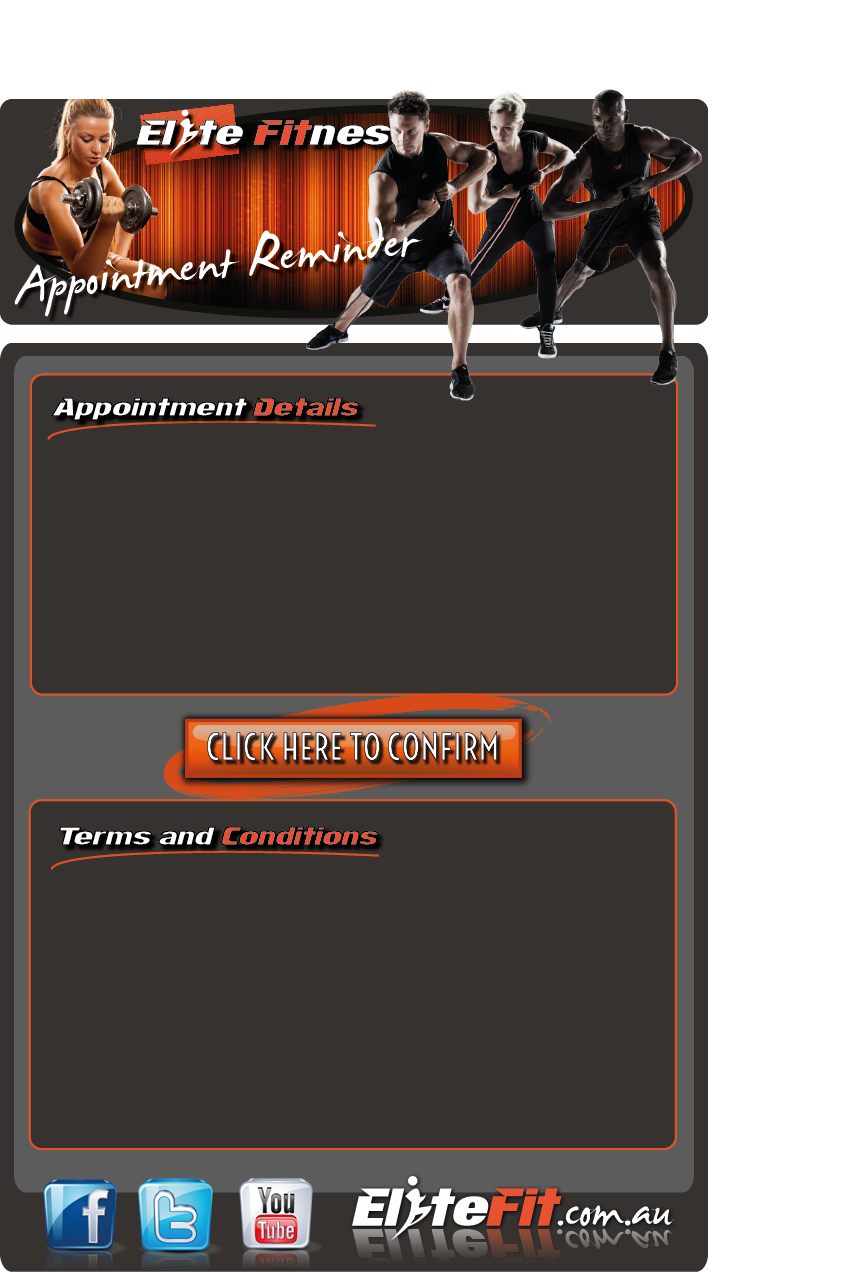 Elite Fitnes
Appointment Reminder
Appointment Details
CLICK HERE TO CONFIRM
Terms and Conditions
f
t
You
Tube
EliteFit.com.au